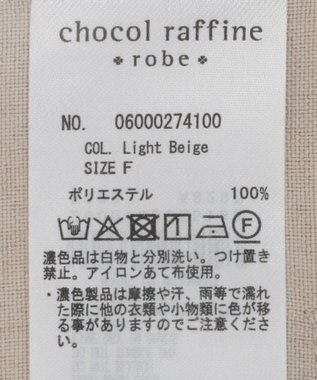 chocol raffine
robe
NO. 06000274100
COL. Light Beige
SIZE F
ポリエステル 100%
濃色品は白物と分別洗い。つけ置き
禁止。アイロンあて布使用。
・濃色製品は摩擦や汗、雨等で濡れ
た際に他の衣類や小物類に色が移
る事がありますのでご注意くださ
い。